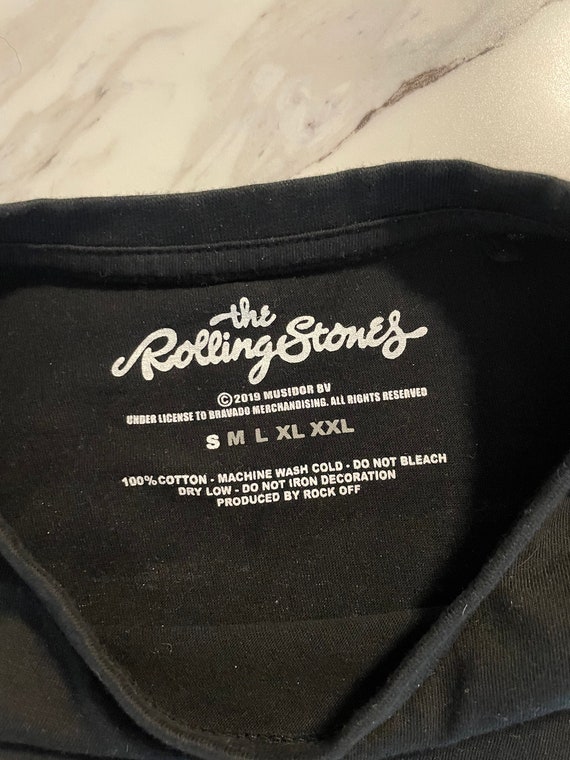 the
Rolling Stones
©2019 MUSIDOR BV
UNDER LICENSE TO BRAVADO MERCHANDISING. ALL RIGHTS RESERVED
S M L XL XXL
100% COTTON - MACHINE WASH COLD - DO NOT BLEACH
DRY LOW - DO NOT IRON DECORATION
PRODUCED BY ROCK OFF